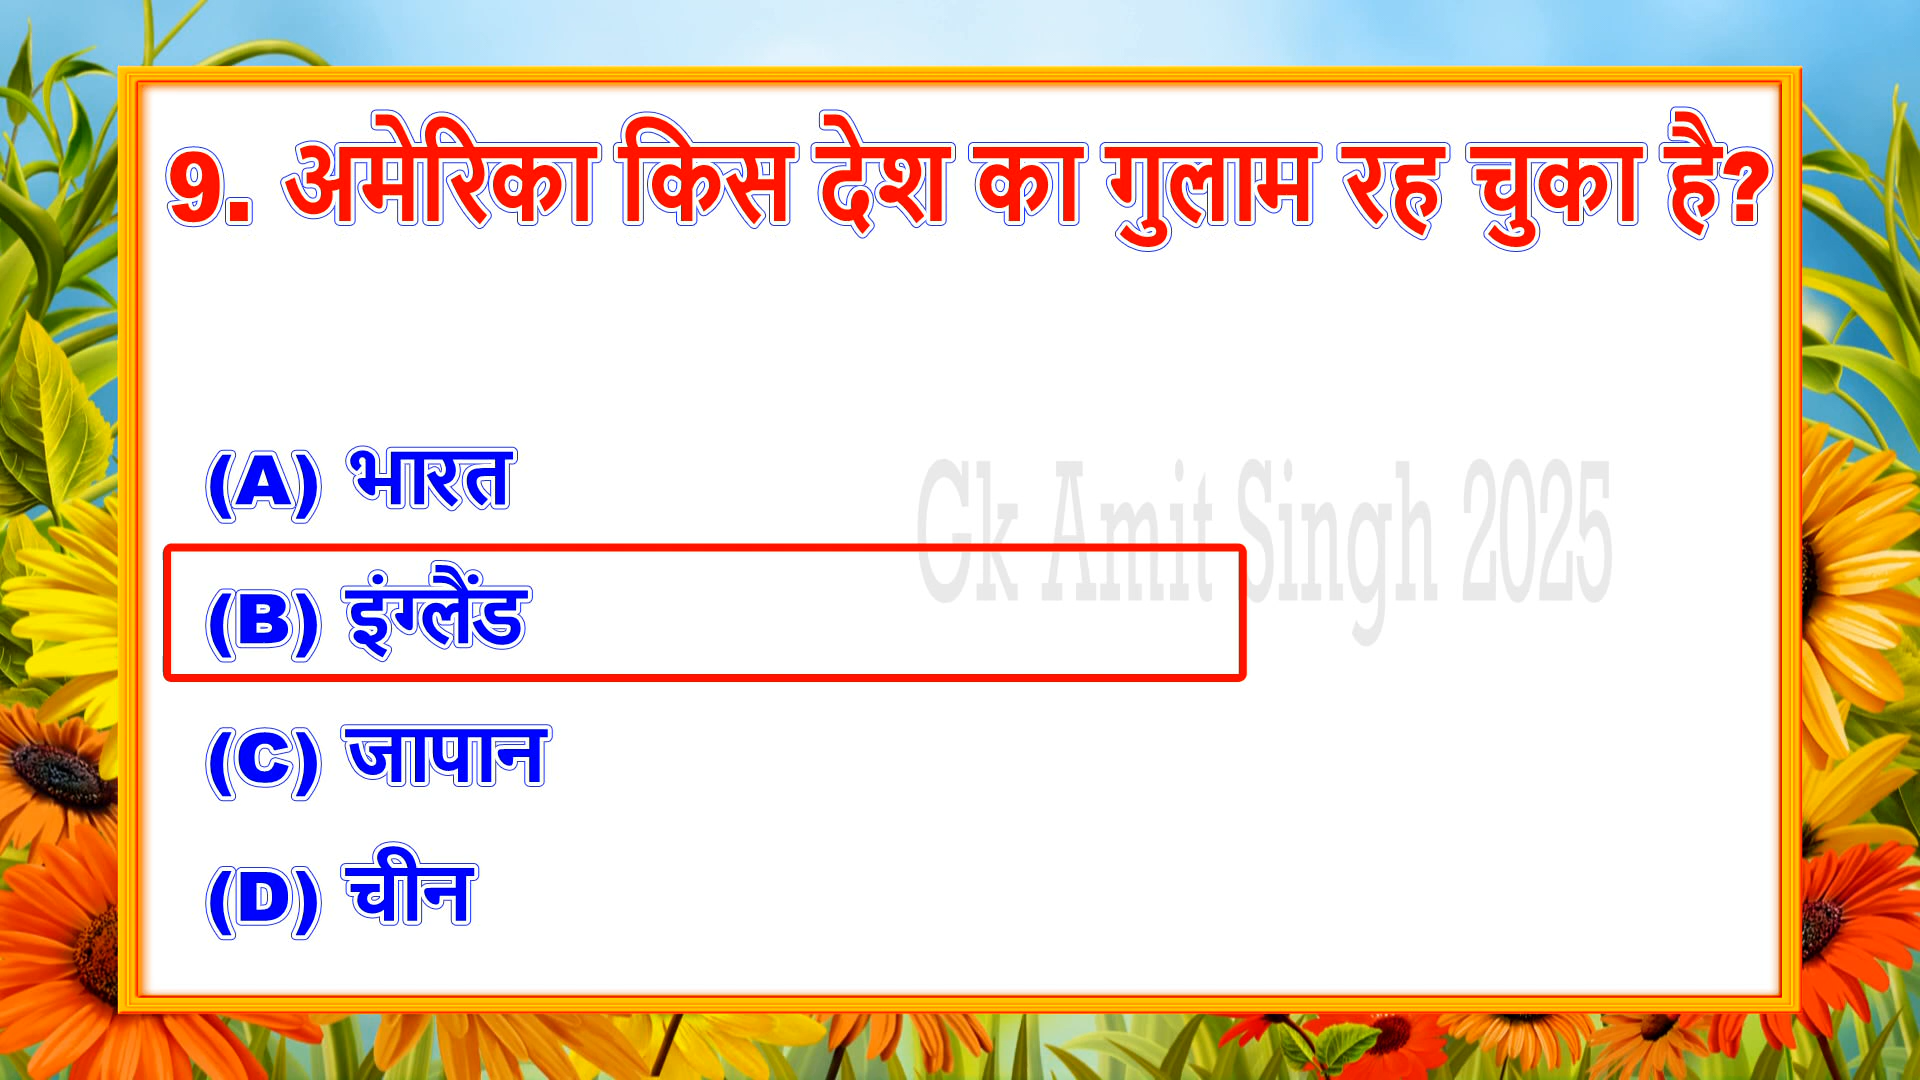 9. अमेरिका किस देश का गुलाम रह चुका है?
(A) भारत
Gk Amit Singh 2025
(B) इंग्लैंड
(C) जापान
(D) चीन